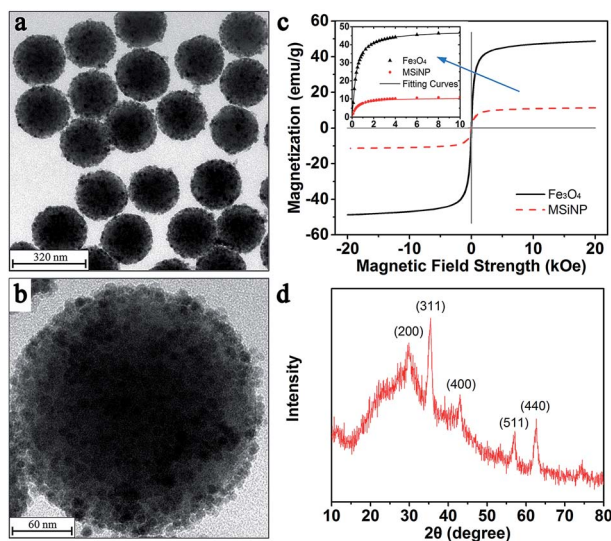 a
320 nm
b
60 nm
c
Magnetization (emu/g)
60
40
20
0
-20
-40
-60
-20
-10
0
10
20
Magnetic Field Strength (kOe)
50
40
30
20
10
0
0
2
4
6
8
10
Fe₃O₄
MSiNP
Fitting Curves
Fe₃O₄
MSiNP
d
Intensity
(200)
(311)
(400)
(511)
(440)
10
20
30
40
50
60
70
80
2θ (degree)